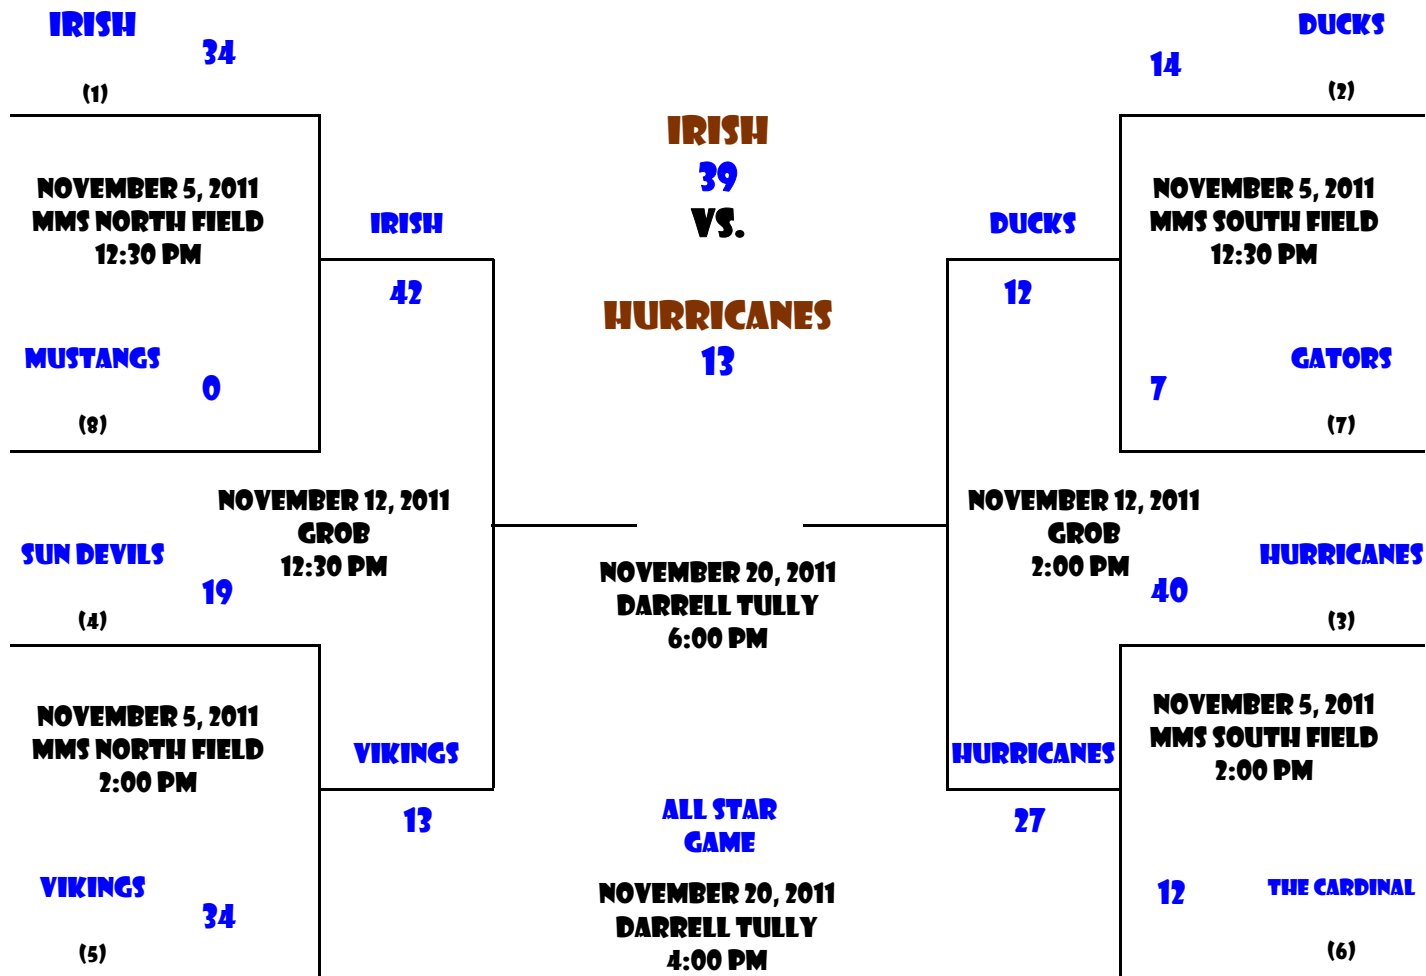 IRISH
34
(1)
NOVEMBER 5, 2011
MMS NORTH FIELD
12:30 PM
MUSTANGS
0
(8)
SUN DEVILS
19
(4)
NOVEMBER 5, 2011
MMS NORTH FIELD
2:00 PM
VIKINGS
34
(5)
IRISH
42
NOVEMBER 12, 2011
GROB
12:30 PM
VIKINGS
13
IRISH
39
VS.
HURRICANES
13
NOVEMBER 20, 2011
DARRELL TULLY
6:00 PM
ALL STAR
GAME
NOVEMBER 20, 2011
DARRELL TULLY
4:00 PM
DUCKS
12
NOVEMBER 12, 2011
GROB
2:00 PM
HURRICANES
27
DUCKS
14
(2)
NOVEMBER 5, 2011
MMS SOUTH FIELD
12:30 PM
GATORS
7
(7)
HURRICANES
40
(3)
NOVEMBER 5, 2011
MMS SOUTH FIELD
2:00 PM
THE CARDINAL
12
(6)